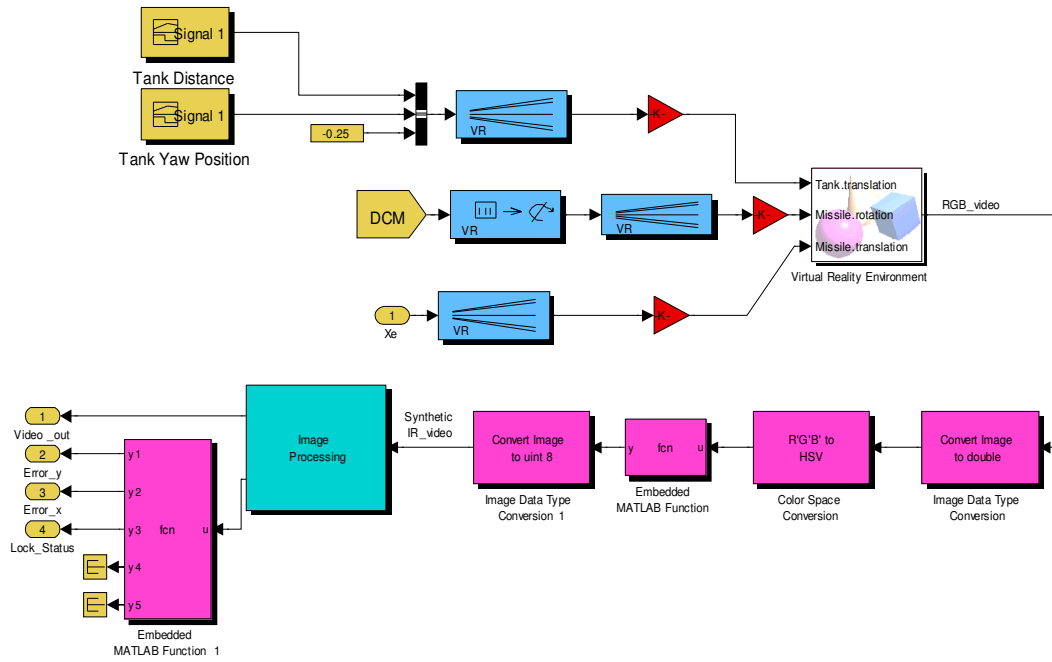 Signal 1
Tank Distance
Signal 1
Tank Yaw Position
-0.25
VR
-K-
DCM
VR
VR
-K-
Tank.translation
Missile.rotation
Missile.translation
Virtual Reality Environment
RGB_video
1
Xe
VR
-K-
1
Video _out
2
Error_y
3
Error_x
4
Lock_Status
y1
y2
y3
y4
y5
fcn
u
Embedded
MATLAB Function 1
Image
Processing
Synthetic
IR_video
Convert Image
to uint 8
Image Data Type
Conversion 1
y
fcn
u
Embedded
MATLAB Function
R'G'B' to
HSV
Color Space
Conversion
Convert Image
to double
Image Data Type
Conversion